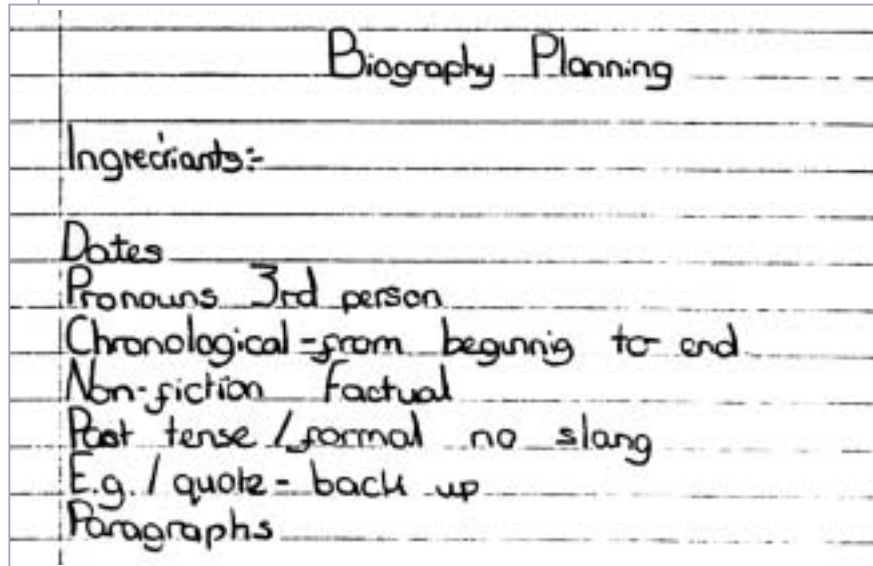 Biography Planning
Ingrediants:-
Dates
Pronouns 3rd person
Chronological - from beginnig to end
Non-fiction Factual
Past tense / formal no slang
E.g. / quote - back up
Paragraphs